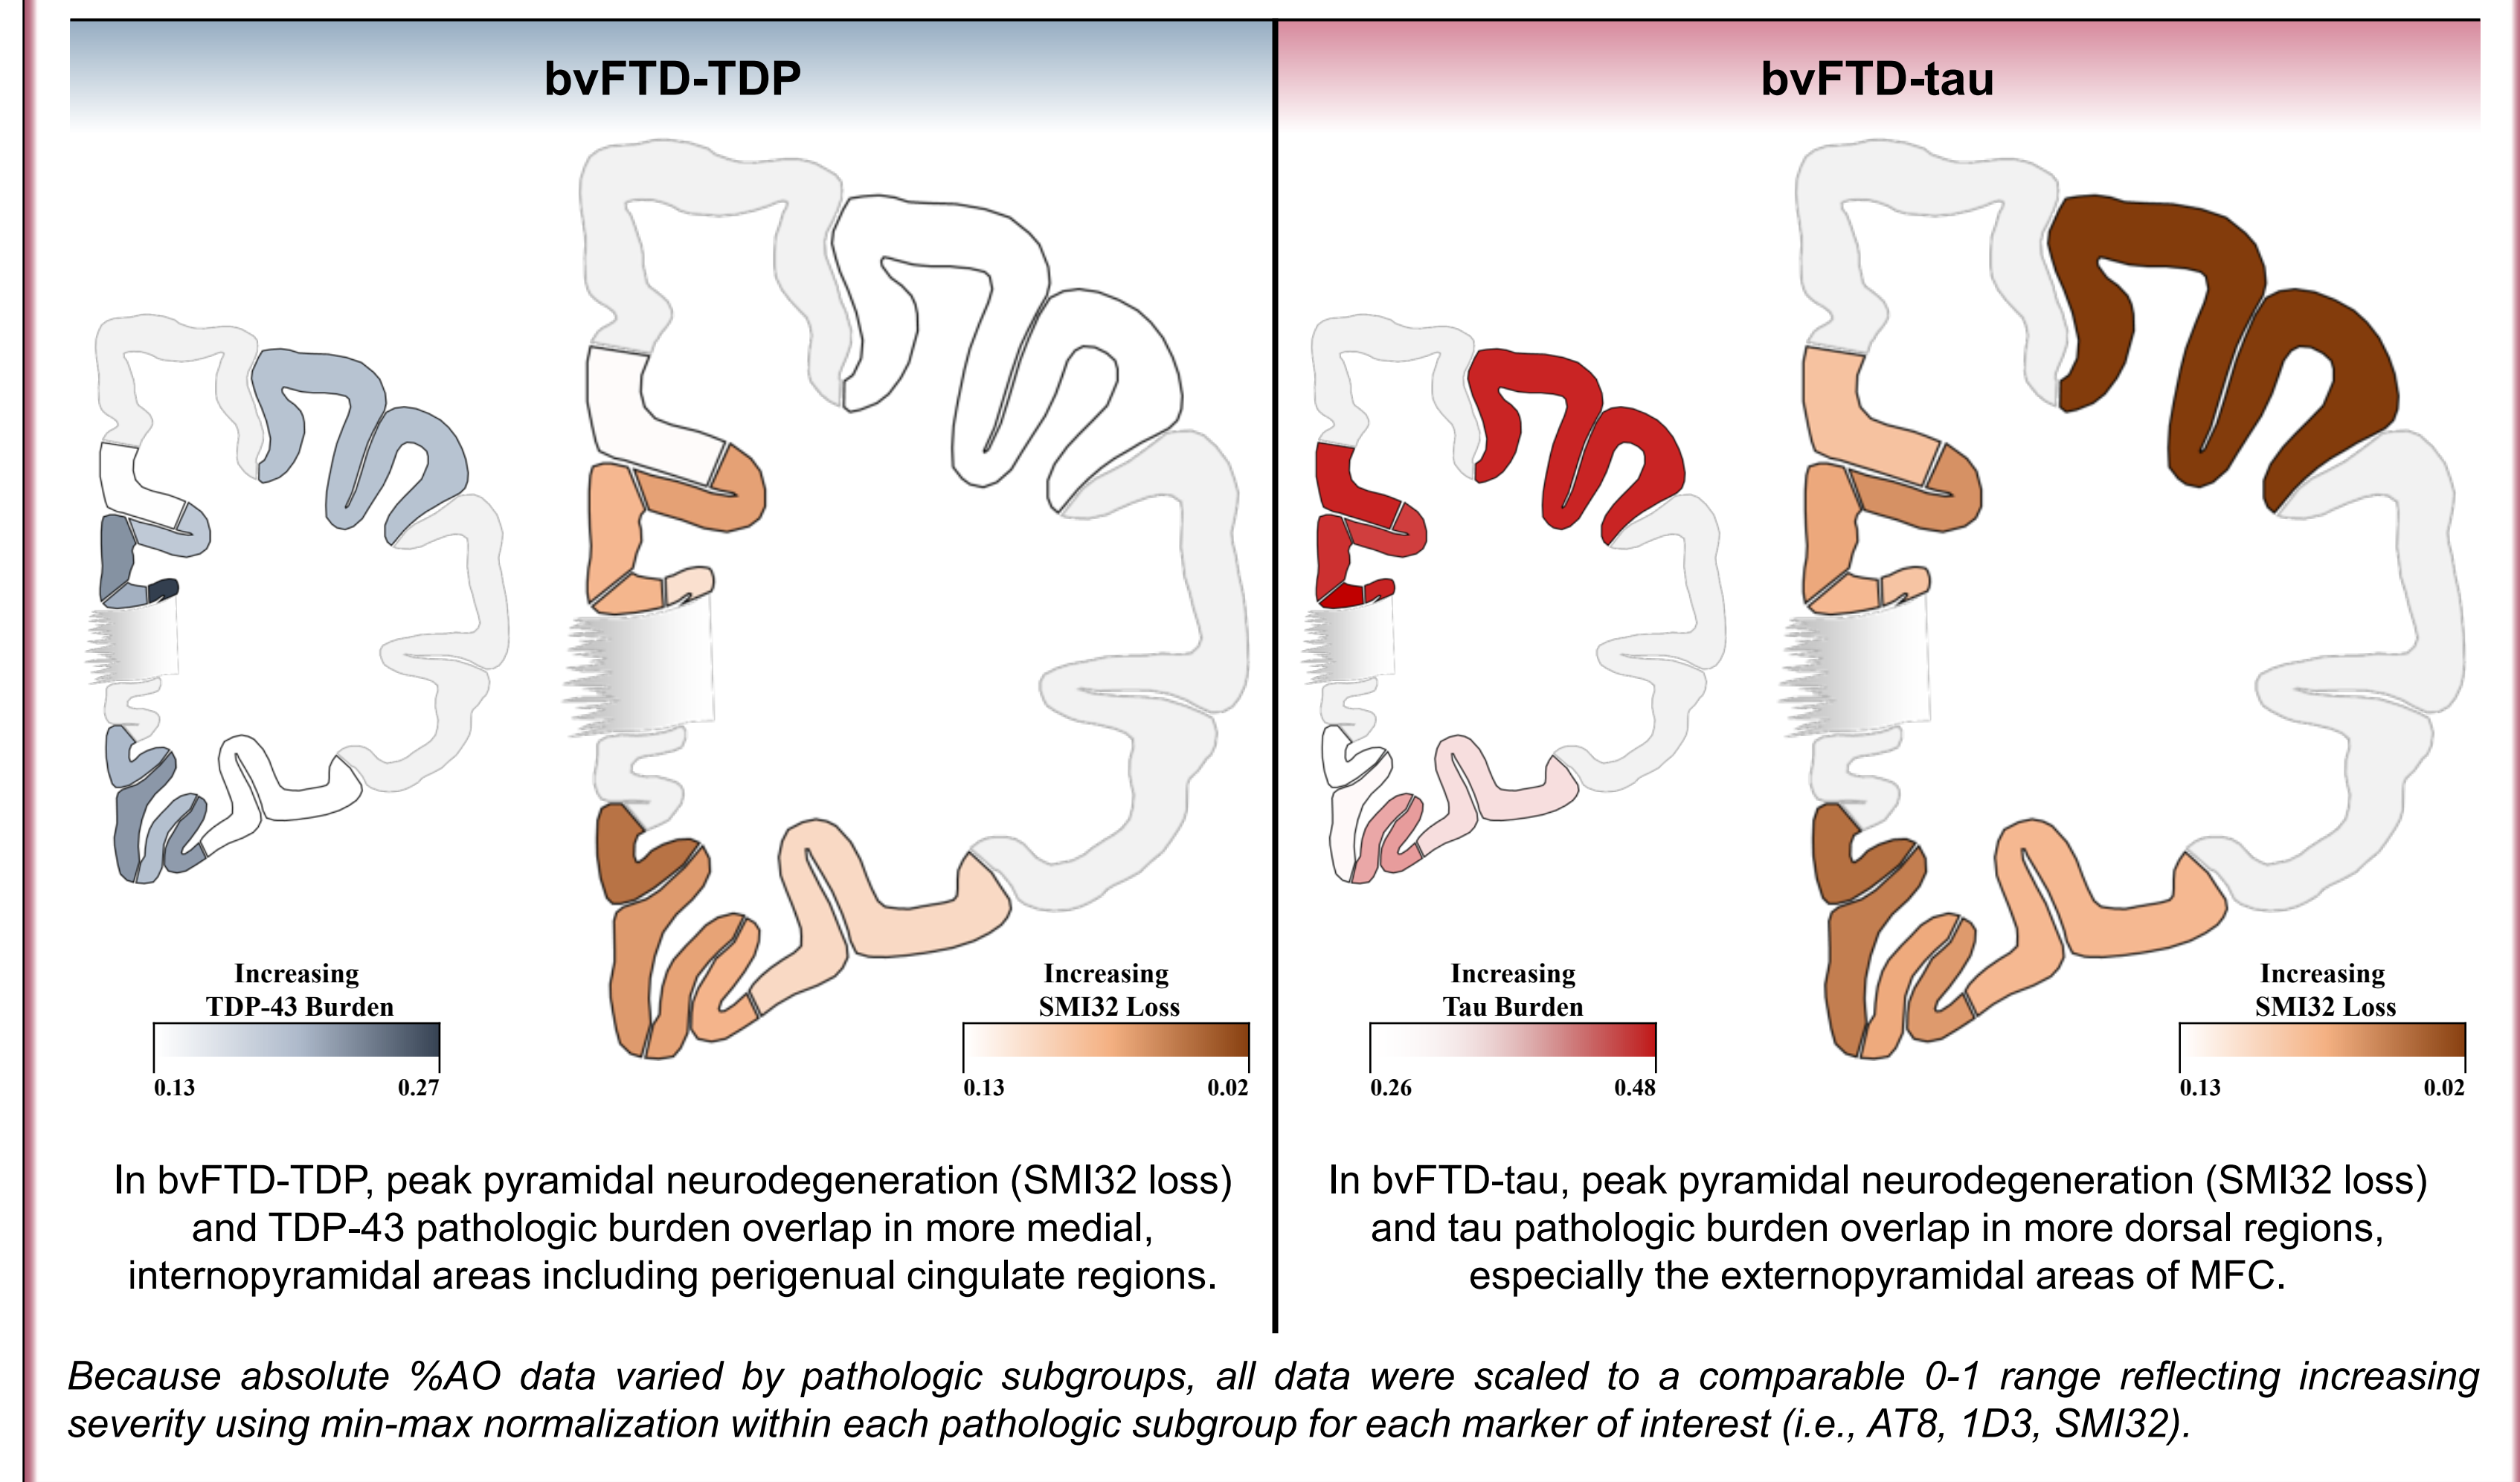 bvFTD-TDP
bvFTD-tau
Increasing
TDP-43 Burden
0.13 0.27
Increasing
SMI32 Loss
0.13 0.02
Increasing
Tau Burden
0.26 0.48
Increasing
SMI32 Loss
0.13 0.02
In bvFTD-TDP, peak pyramidal neurodegeneration (SMI32 loss)
and TDP-43 pathologic burden overlap in more medial,
internopyramidal areas including perigenual cingulate regions.
In bvFTD-tau, peak pyramidal neurodegeneration (SMI32 loss)
and tau pathologic burden overlap in more dorsal regions,
especially the externopyramidal areas of MFC.
Because absolute %AO data varied by pathologic subgroups, all data were scaled to a comparable 0-1 range reflecting increasing
severity using min-max normalization within each pathologic subgroup for each marker of interest (i.e., AT8, 1D3, SMI32).